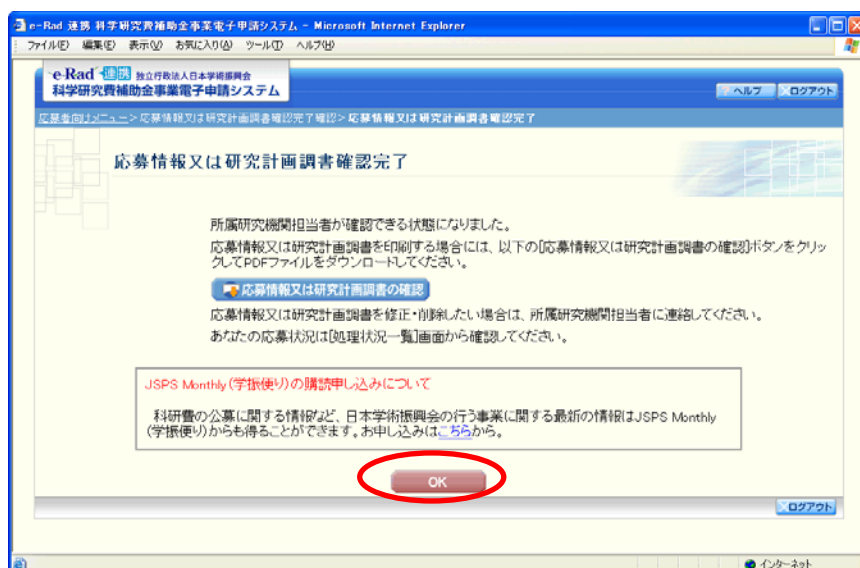 e-Rad 連携 科学研究費補助金事業電子申請システム - Microsoft Internet Explorer
ファイル(F) 編集(E) 表示(V) お気に入り(A) ツール(T) ヘルプ(H)
e-Rad 連携 独立行政法人日本学術振興会
科学研究費補助金事業電子申請システム
ヘルプ ログアウト
応募者向けメニュー>応募情報又は研究計画調書確認完了確認>応募情報又は研究計画調書確認完了
応募情報又は研究計画調書確認完了
所属研究機関担当者が確認できる状態になりました。
応募情報又は研究計画調書を印刷する場合には、以下の[応募情報又は研究計画調書の確認]ボタンをクリッ
クしてPDFファイルをダウンロードしてください。
応募情報又は研究計画調書の確認
応募情報又は研究計画調書を修正・削除したい場合は、所属研究機関担当者に連絡してください。
あなたの応募状況は[処理状況一覧]画面から確認してください。
JSPS Monthly(学振便り)の購読申し込みについて
科研費の公募に関する情報など、日本学術振興会の行う事業に関する最新の情報はJSPS Monthly
(学振便り)からも得ることができます。お申し込みはこちらから。
OK
ログアウト
インターネット